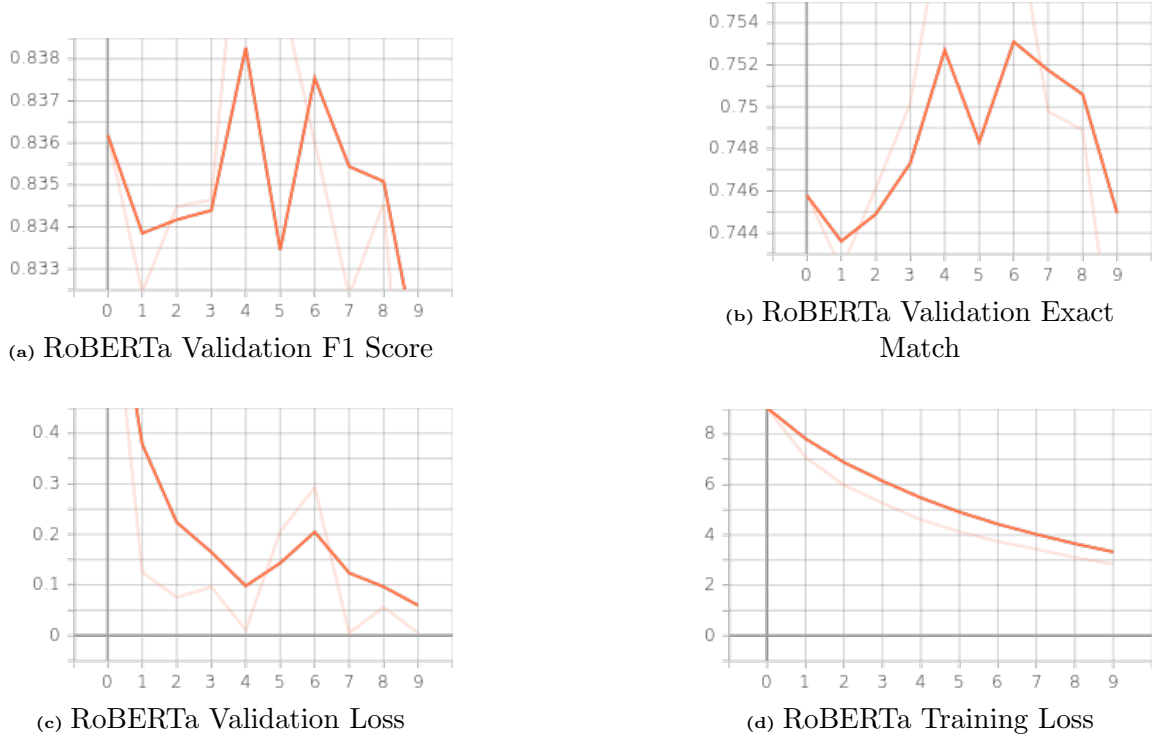 0.838
0.837
0.836
0.835
0.834
0.833
0 1 2 3 4 5 6 7 8 9
(a) RoBERTa Validation F1 Score
0.754
0.752
0.75
0.748
0.746
0.744
0 1 2 3 4 5 6 7 8 9
(b) RoBERTa Validation Exact
Match
0.4
0.3
0.2
0.1
0
0 1 2 3 4 5 6 7 8 9
(c) RoBERTa Validation Loss
8
6
4
2
0
0 1 2 3 4 5 6 7 8 9
(d) RoBERTa Training Loss